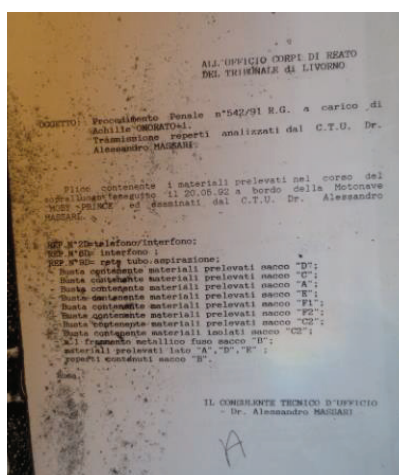 ALL'UFFICIO CORPI DI REATO
DEL TRIBUNALE di LIVORNO
OGGETTO: Procedimento Penale n°542/91 R.G. a carico di
Achille ONORATO+1.
Trasmissione reperti analizzati dal C.T.U. Dr.
Alessandro MASSARI.
Plico contenente i materiali prelevati nel corso del
sopralluogo eseguito il 20.05.92 a bordo della Motonave
"MOBY PRINCE" ed esaminati dal C.T.U. Dr. Alessandro
MASSARI.
REP.N°2D=telefono/interfono;
REP.N°8D= interfono ;
REP.N°9D= rete tubo aspirazione;
Busta contenente materiali prelevati sacco "D";
Busta contenente materiali prelevati sacco "C";
Busta contenente materiali prelevati sacco "A";
Busta contenente materiali prelevati sacco "E";
Busta contenente materiali prelevati sacco "F1";
Busta contenente materiali prelevati sacco "F2";
Busta contenente materiali prelevati sacco "C2";
Busta contenente materiali isolati sacco "C2";
n.1 frammento metallico fuso sacco "B";
materiali prelevati lato "A","D","E" ;
reperti contenuti sacco "B".
Roma,
IL CONSULENTE TECNICO D'UFFICIO
- Dr. Alessandro MASSARI